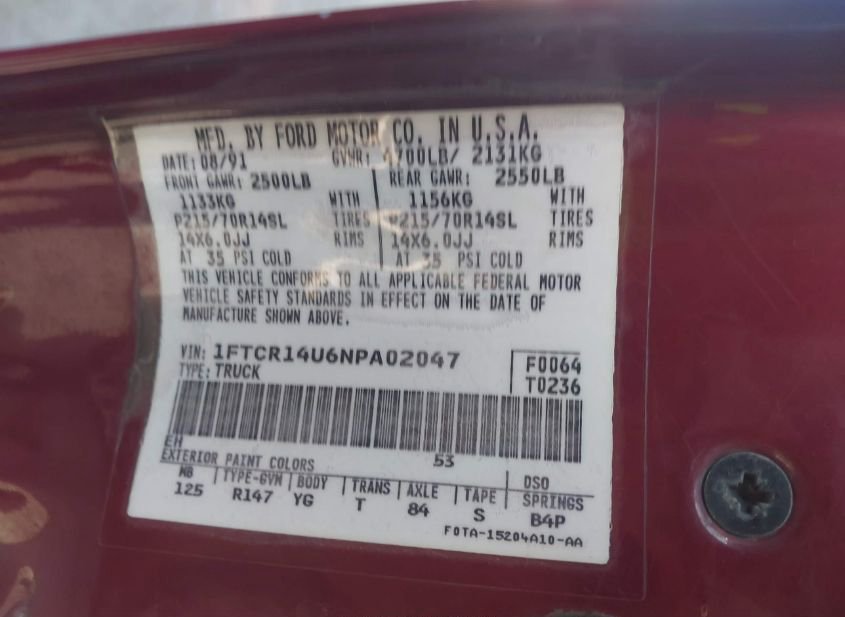 MFD. BY FORD MOTOR CO. IN U.S.A.
DATE: 08/91 GVWR: 4700LB/ 2131KG
FRONT GAWR: 2500LB REAR GAWR: 2550LB
1133KG WITH 1156KG WITH
P215/70R14SL TIRES P215/70R14SL TIRES
14X6.0JJ RIMS 14X6.0JJ RIMS
AT 35 PSI COLD AT 35 PSI COLD
THIS VEHICLE CONFORMS TO ALL APPLICABLE FEDERAL MOTOR
VEHICLE SAFETY STANDARDS IN EFFECT ON THE DATE OF
MANUFACTURE SHOWN ABOVE.
VIN: 1FTCR14U6NPA02047 F0064
TYPE: TRUCK T0236
EH 53
EXTERIOR PAINT COLORS DSO
WB TYPE-GVW BODY TRANS AXLE TAPE SPRINGS
125 R147 YG T 84 S B4P
F0TA-15204A10-AA